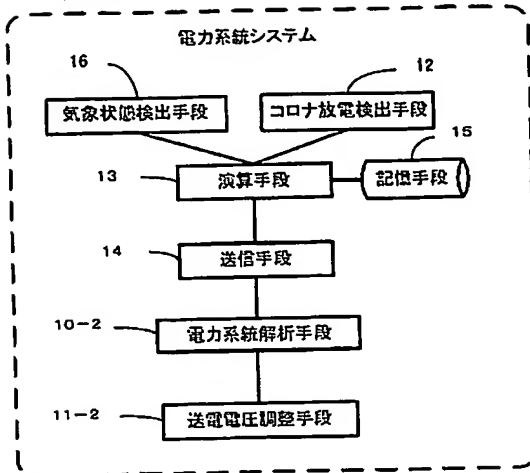 電力系統システム
16
12
気象状態検出手段
コロナ放電検出手段
15
13
演算手段
記憶手段
14
送信手段
10-2
電力系統解析手段
11-2
送電電圧調整手段